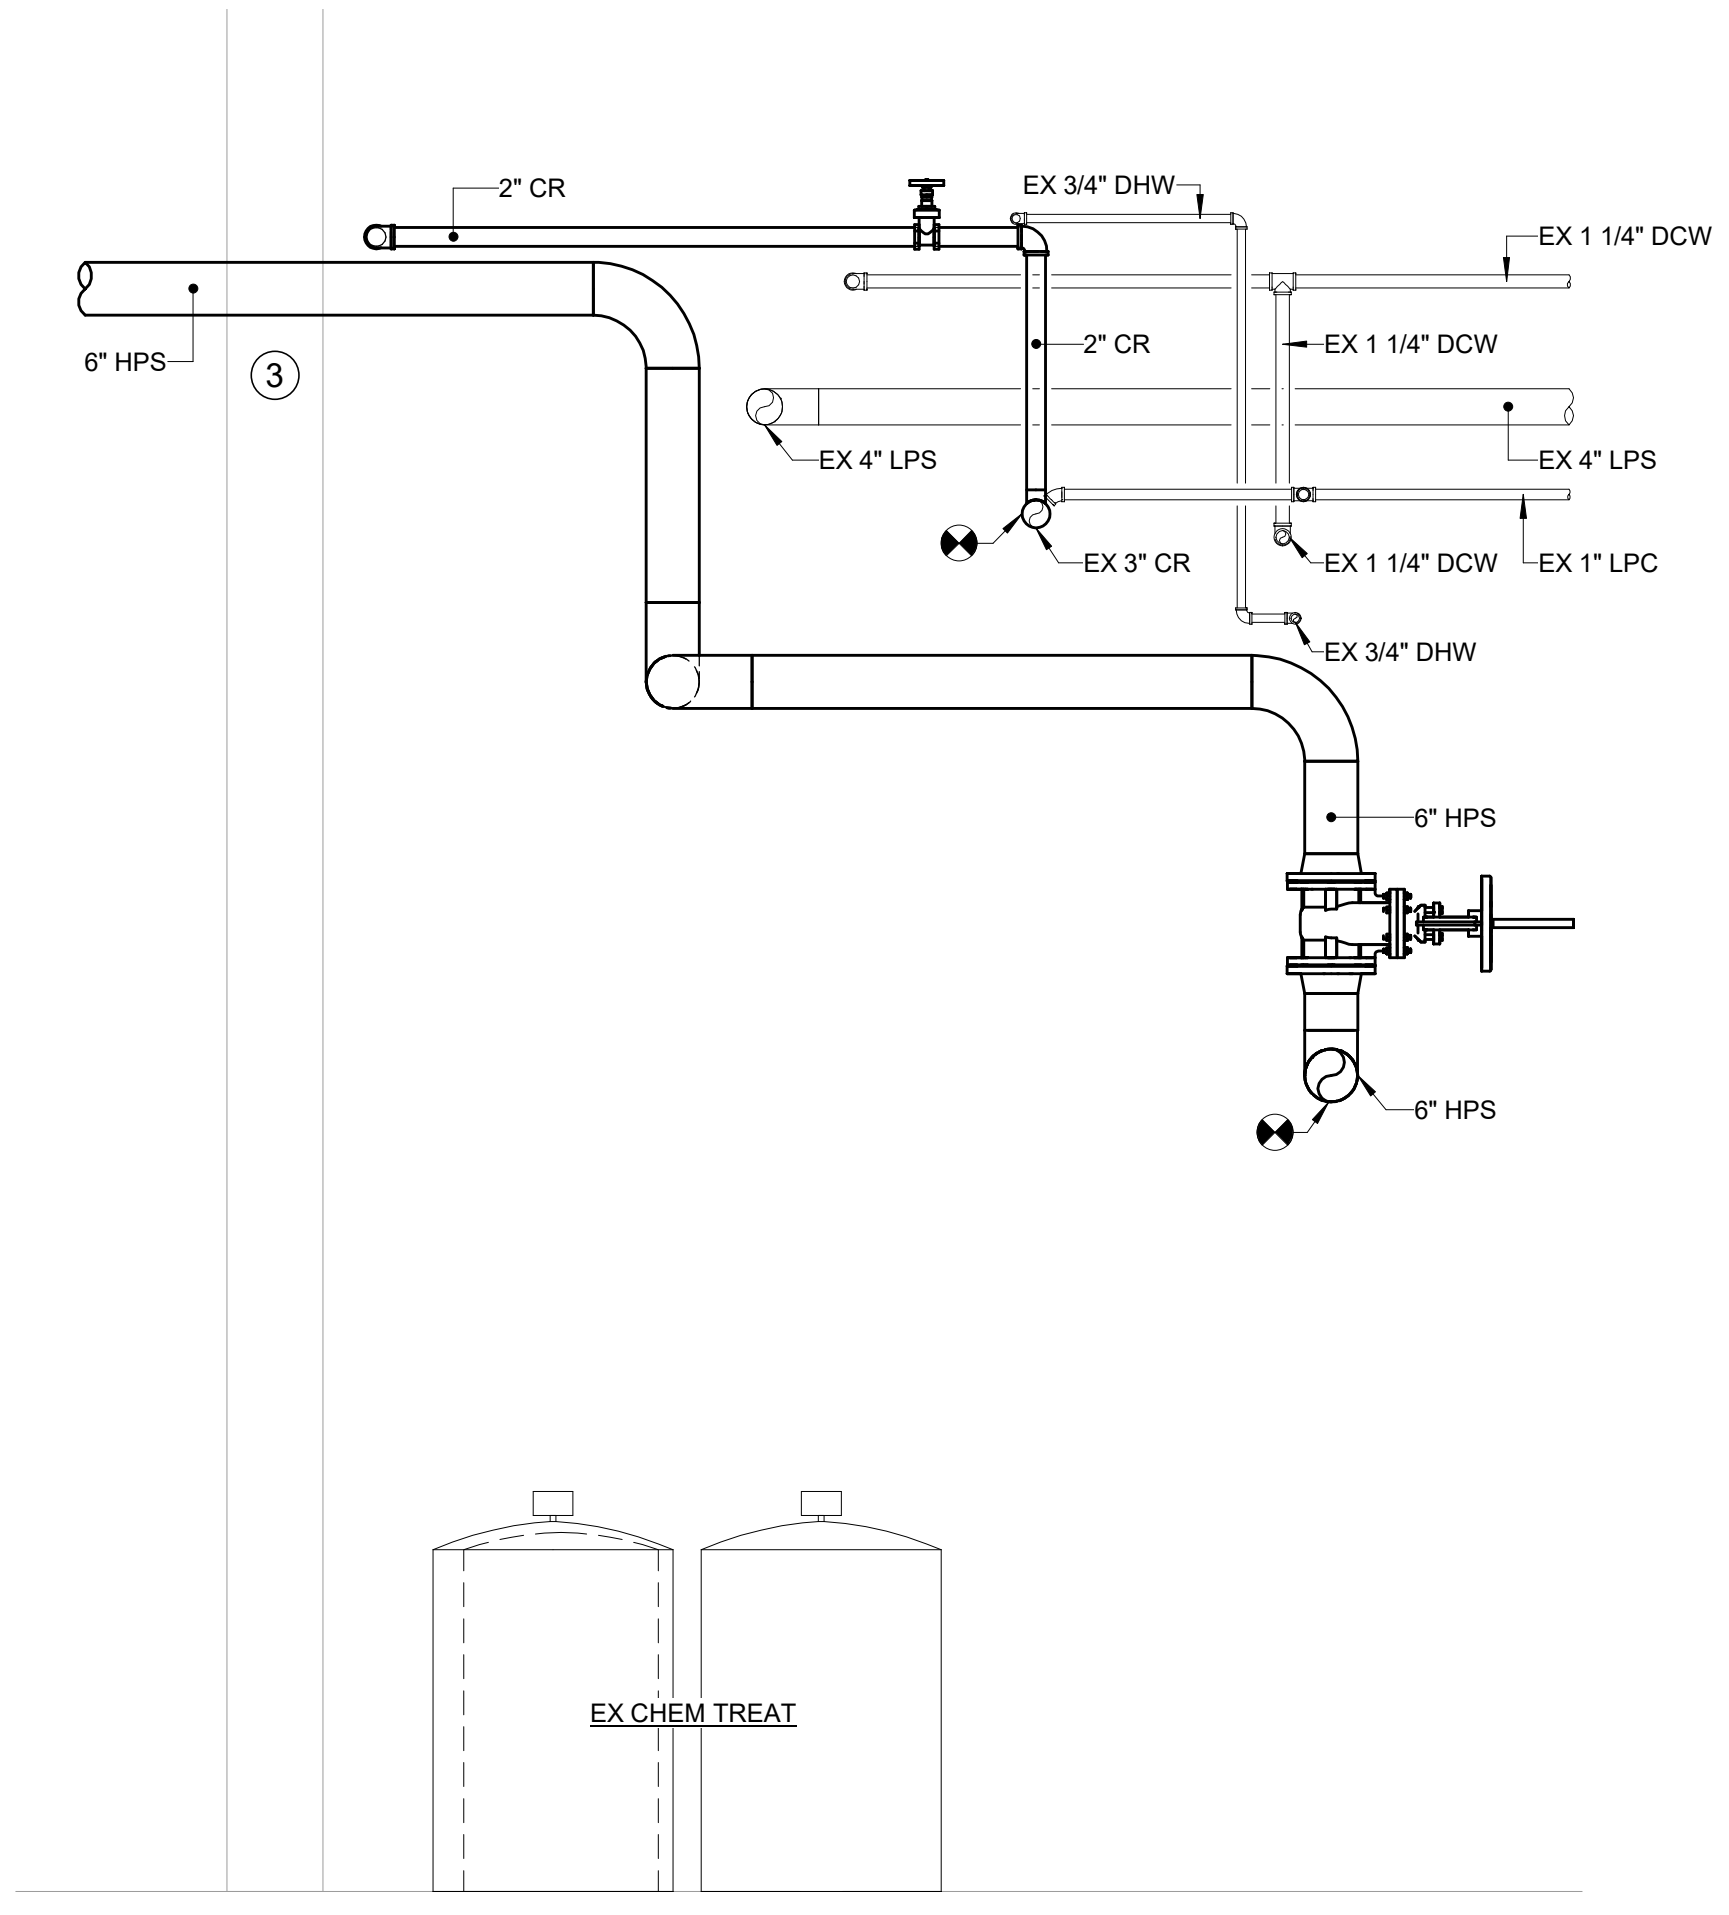 2" CR
EX 3/4" DHW
EX 1 1/4" DCW
6" HPS
3
2" CR
EX 1 1/4" DCW
EX 4" LPS
EX 4" LPS
EX 3" CR
EX 1 1/4" DCW
EX 1" LPC
EX 3/4" DHW
6" HPS
6" HPS
EX CHEM TREAT